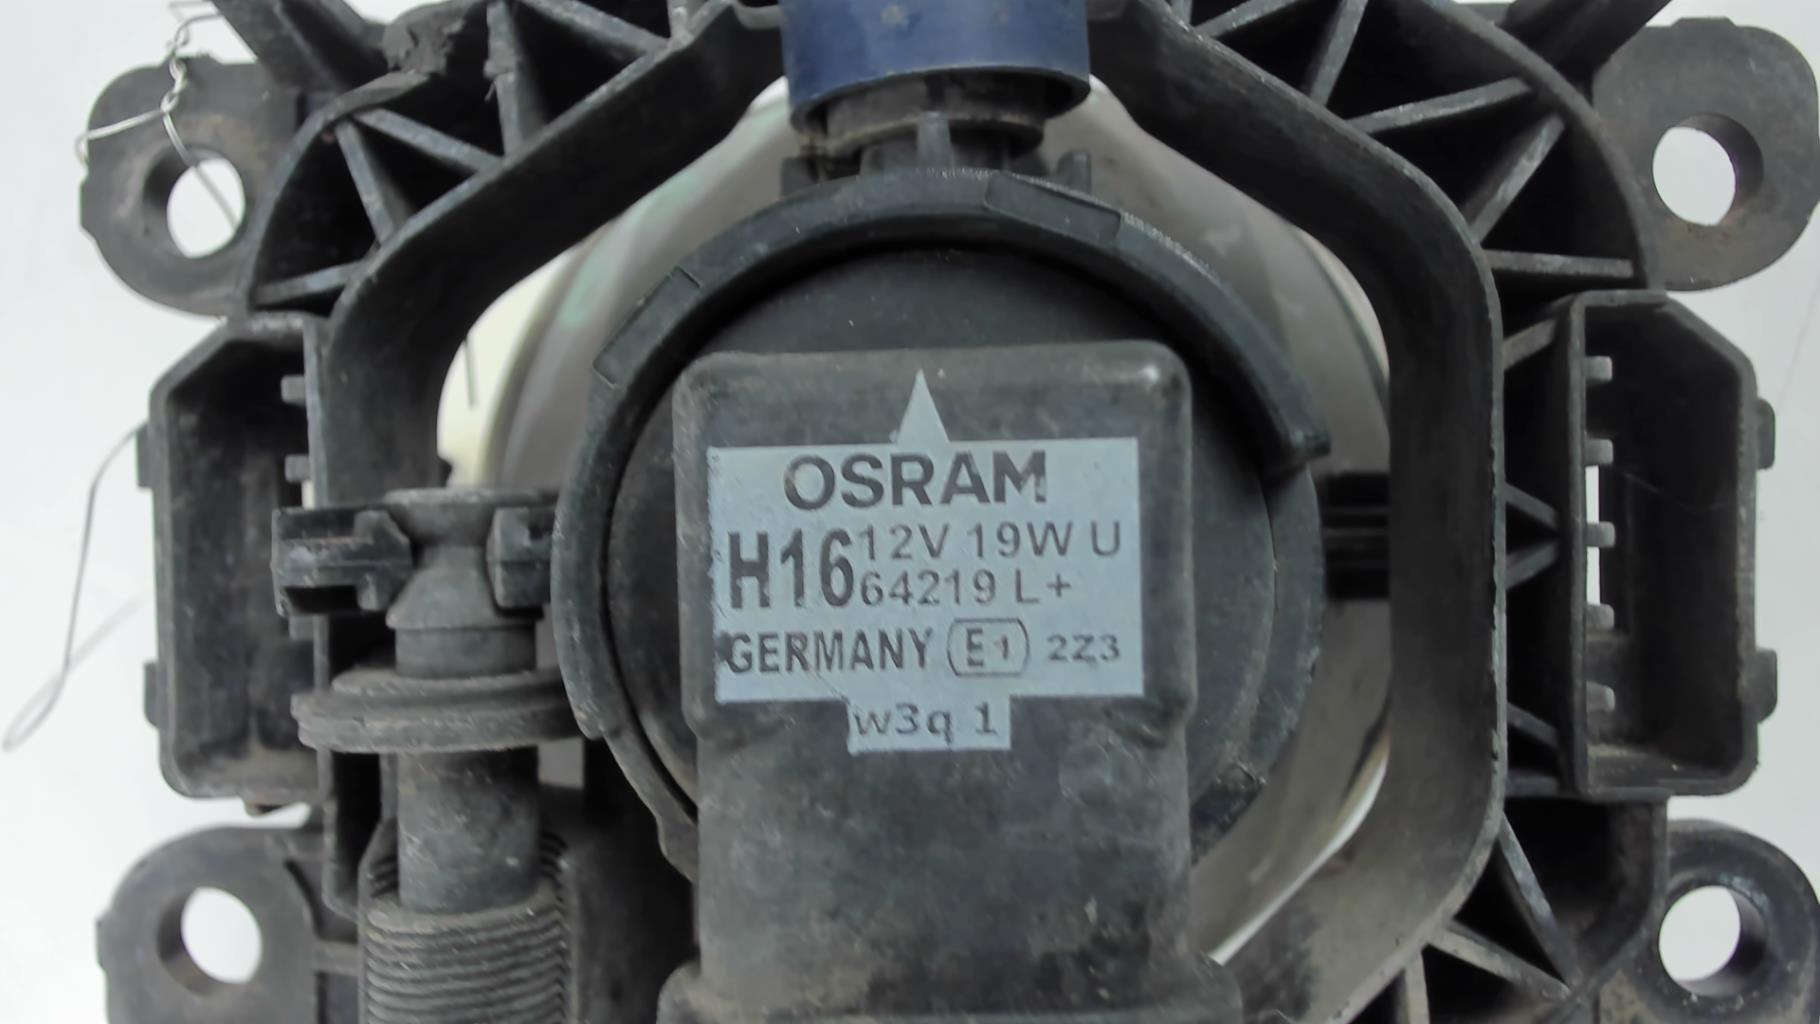 OSRAM
H16 12V 19W U
64219 L+
GERMANY E1 2Z3
w3q 1